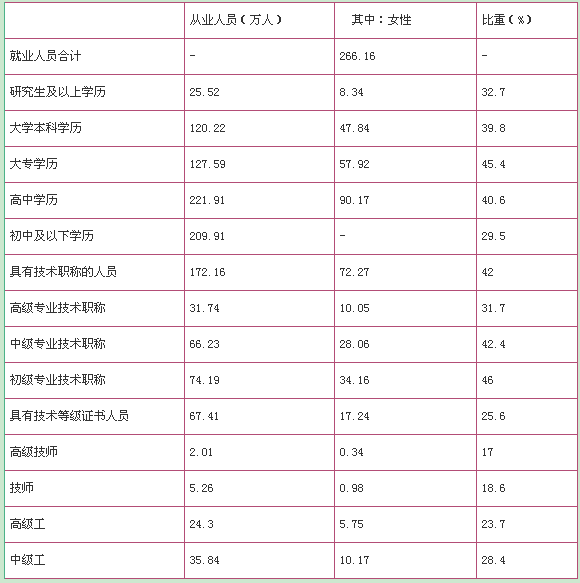 从业人员（万人） 其中：女性 比重（%）
就业人员合计 - 266.16 -
研究生及以上学历 25.52 8.34 32.7
大学本科学历 120.22 47.84 39.8
大专学历 127.59 57.92 45.4
高中学历 221.91 90.17 40.6
初中及以下学历 209.91 - 29.5
具有技术职称的人员 172.16 72.27 42
高级专业技术职称 31.74 10.05 31.7
中级专业技术职称 66.23 28.06 42.4
初级专业技术职称 74.19 34.16 46
具有技术等级证书人员 67.41 17.24 25.6
高级技师 2.01 0.34 17
技师 5.26 0.98 18.6
高级工 24.3 5.75 23.7
中级工 35.84 10.17 28.4